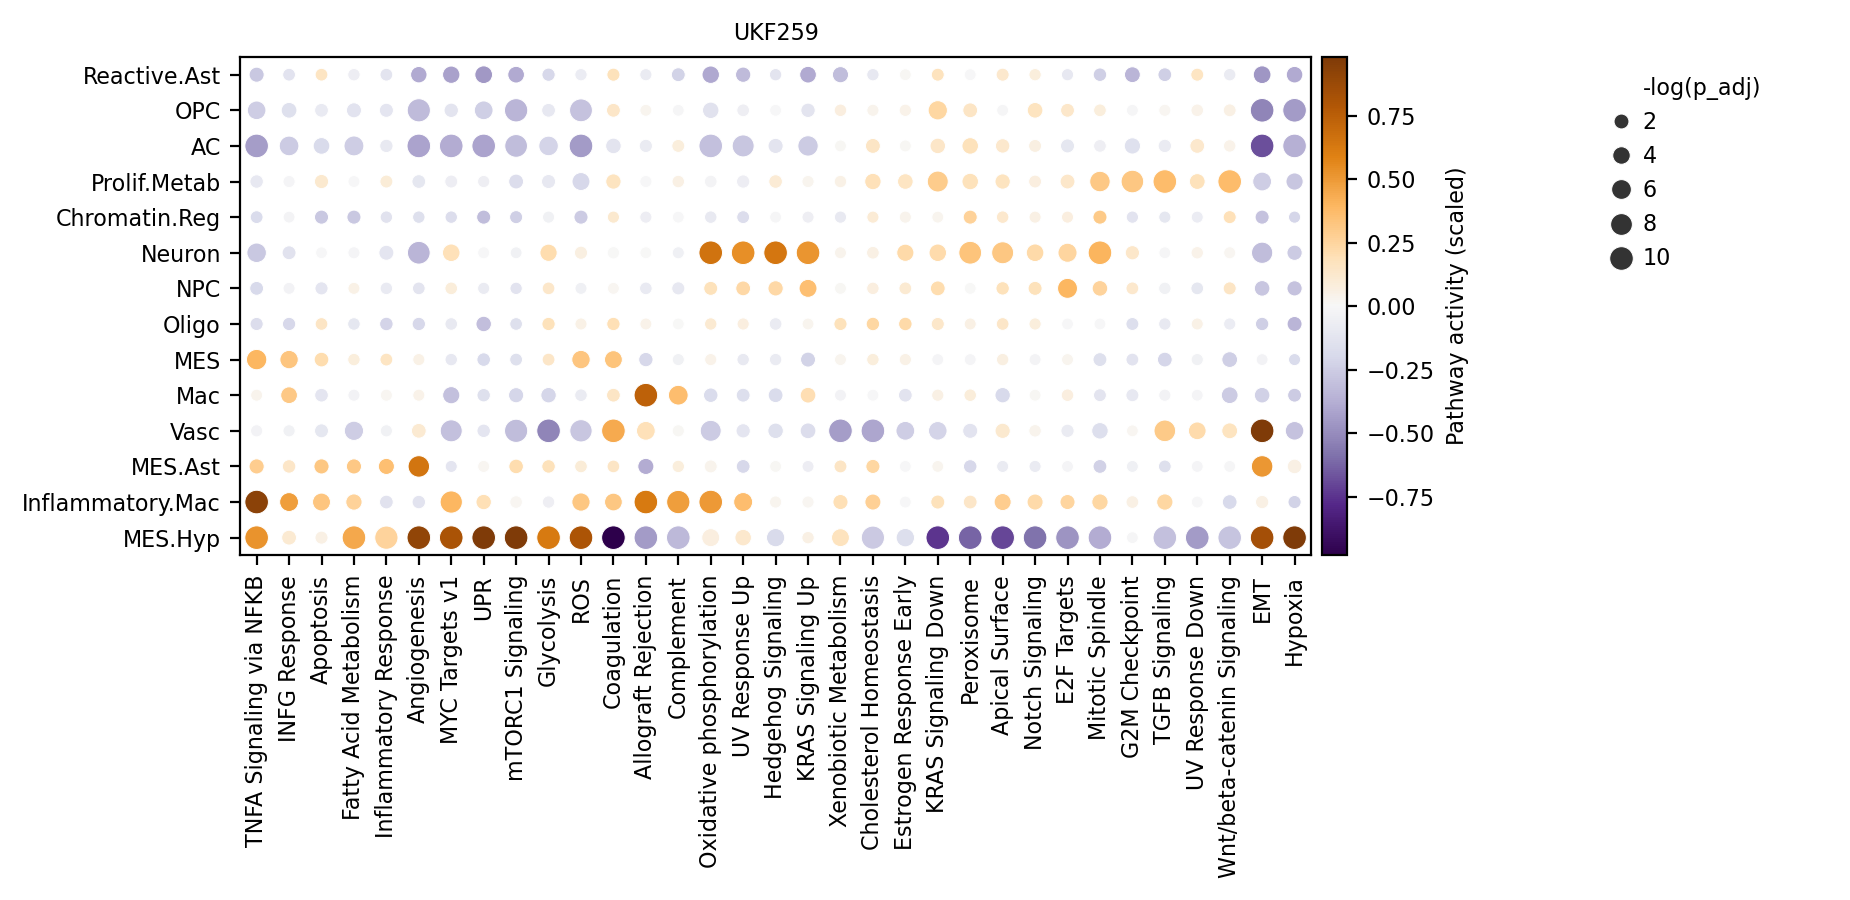 UKF259
Reactive.Ast
OPC
AC
Prolif.Metab
Chromatin.Reg
Neuron
NPC
Oligo
MES
Mac
Vasc
MES.Ast
Inflammatory.Mac
MES.Hyp
TNFA Signaling via NFKB
INFG Response
Apoptosis
Fatty Acid Metabolism
Inflammatory Response
Angiogenesis
MYC Targets v1
UPR
mTORC1 Signaling
Glycolysis
ROS
Coagulation
Allograft Rejection
Complement
Oxidative phosphorylation
UV Response Up
Hedgehog Signaling
KRAS Signaling Up
Xenobiotic Metabolism
Cholesterol Homeostasis
Estrogen Response Early
KRAS Signaling Down
Peroxisome
Apical Surface
Notch Signaling
E2F Targets
Mitotic Spindle
G2M Checkpoint
TGFB Signaling
UV Response Down
Wnt/beta-catenin Signaling
EMT
Hypoxia
0.75
0.50
0.25
0.00
−0.25
−0.50
−0.75
Pathway activity (scaled)
-log(p_adj)
2
4
6
8
10